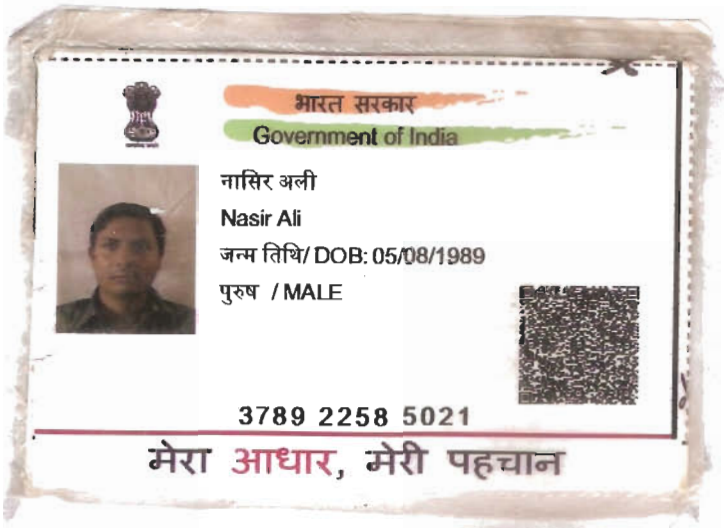 भारत सरकार
Government of India
नासिर अली
Nasir Ali
जन्म तिथि/ DOB: 05/08/1989
पुरुष / MALE
3789 2258 5021
मेरा आधार, मेरी पहचान